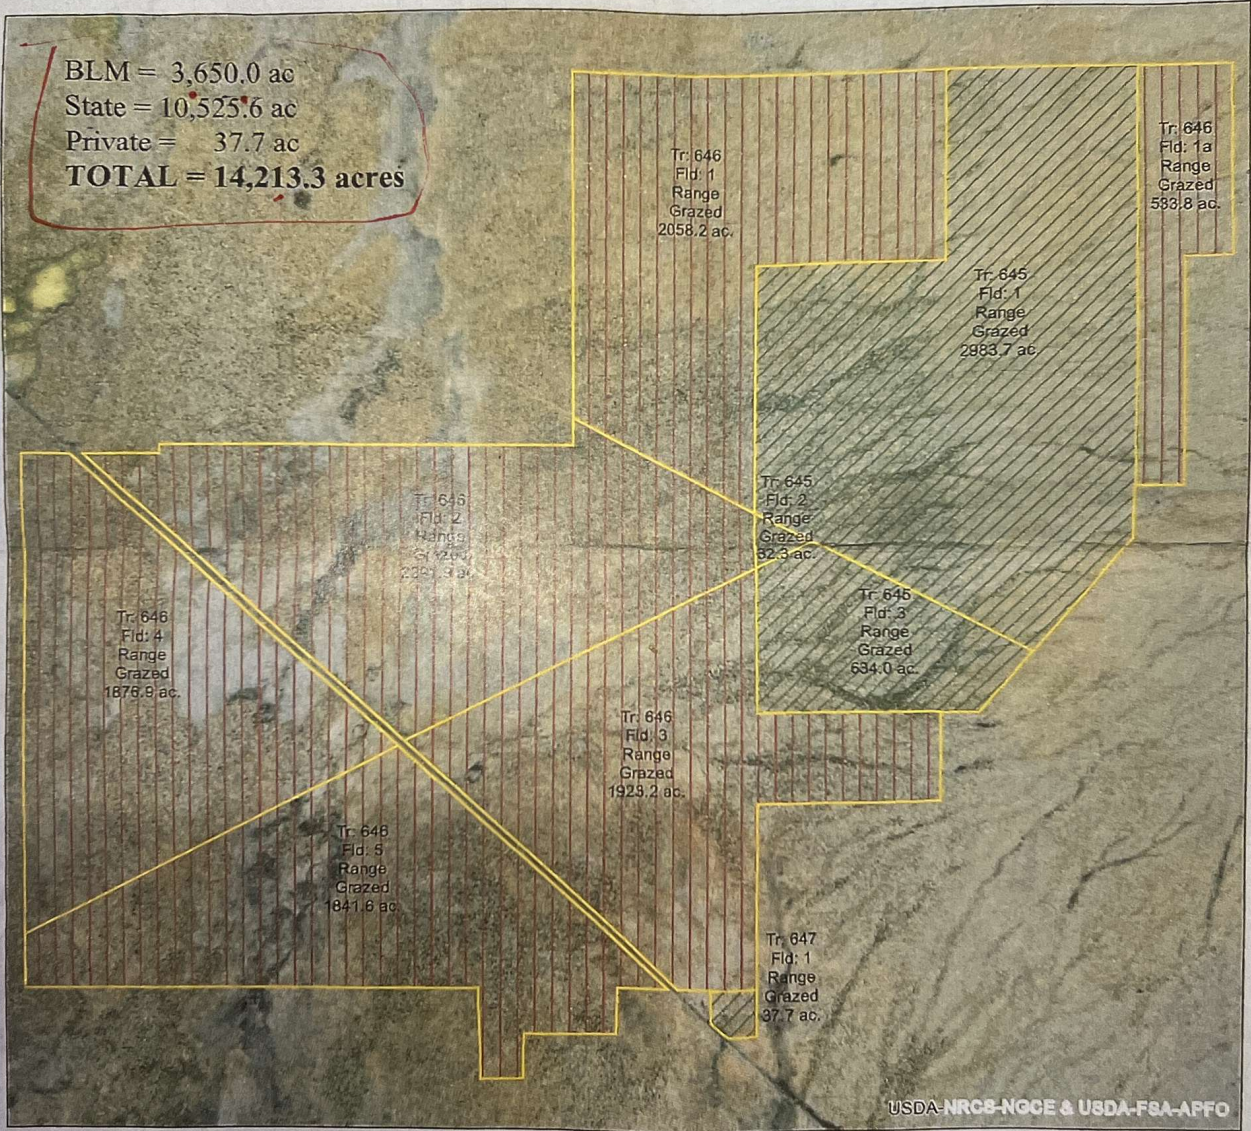 BLM = 3,650.0 ac
State = 10,525.6 ac
Private = 37.7 ac
TOTAL = 14,213.3 acres
Tr: 646
Fld: 1
Range
Grazed
2058.2 ac.
Tr: 646
Fld: 1a
Range
Grazed
533.8 ac.
Tr: 645
Fld: 1
Range
Grazed
2983.7 ac.
Tr: 645
Fld: 2
Range
Grazed
32.3 ac.
Tr: 646
Fld: 2
Range
Grazed
Tr: 645
Fld: 3
Range
Grazed
634.0 ac.
Tr: 646
Fld: 4
Range
Grazed
1876.9 ac.
Tr: 646
Fld: 3
Range
Grazed
1923.2 ac.
Tr: 646
Fld: 5
Range
Grazed
1841.6 ac.
Tr: 647
Fld: 1
Range
Grazed
37.7 ac.
USDA-NRCS-NGCE & USDA-FSA-APFO